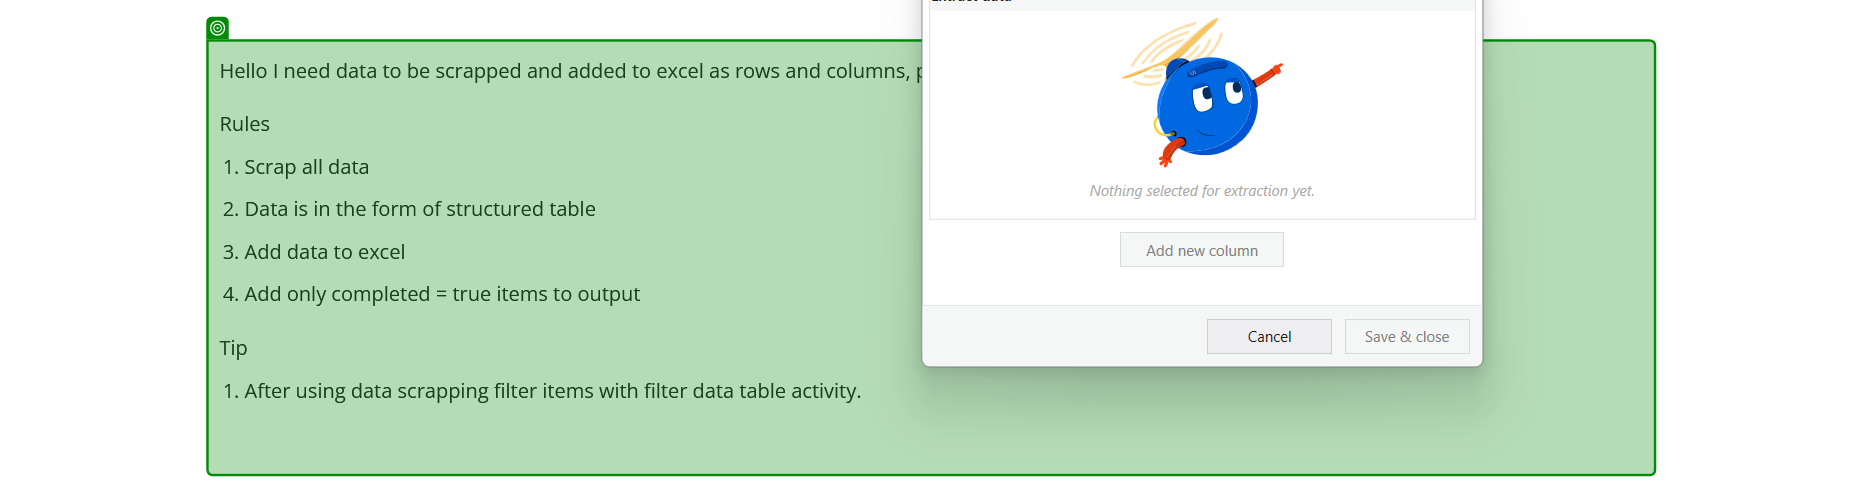 Hello I need data to be scrapped and added to excel as rows and columns,
Rules
1. Scrap all data
2. Data is in the form of structured table
3. Add data to excel
4. Add only completed = true items to output
Tip
1. After using data scrapping filter items with filter data table activity.
Nothing selected for extraction yet.
Add new column
Cancel
Save & close